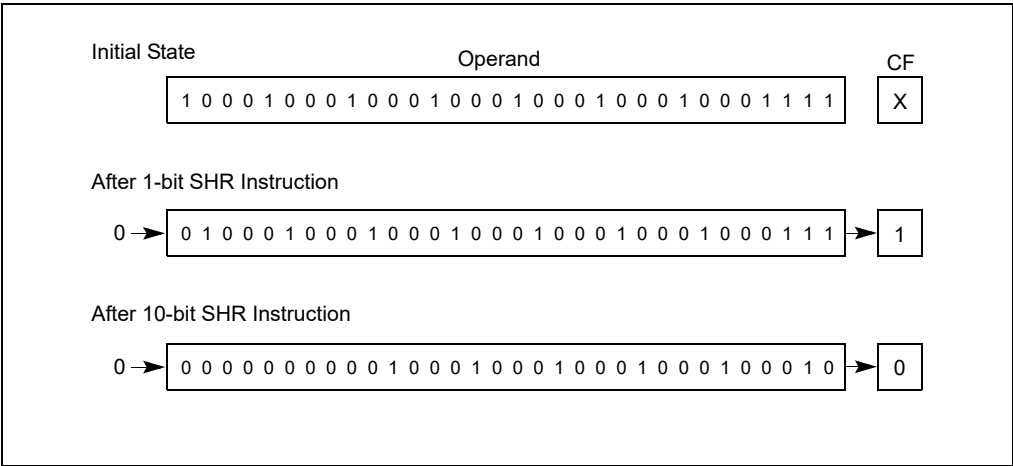 Initial State
Operand
CF
1 0 0 0 1 0 0 0 1 0 0 0 1 0 0 0 1 0 0 0 1 0 0 0 1 0 0 0 1 1 1 1 X
After 1-bit SHR Instruction
0 0 1 0 0 0 1 0 0 0 1 0 0 0 1 0 0 0 1 0 0 0 1 0 0 0 1 0 0 0 1 1 1 1
After 10-bit SHR Instruction
0 0 0 0 0 0 0 0 0 0 0 1 0 0 0 1 0 0 0 1 0 0 0 1 0 0 0 1 0 0 0 1 0 0